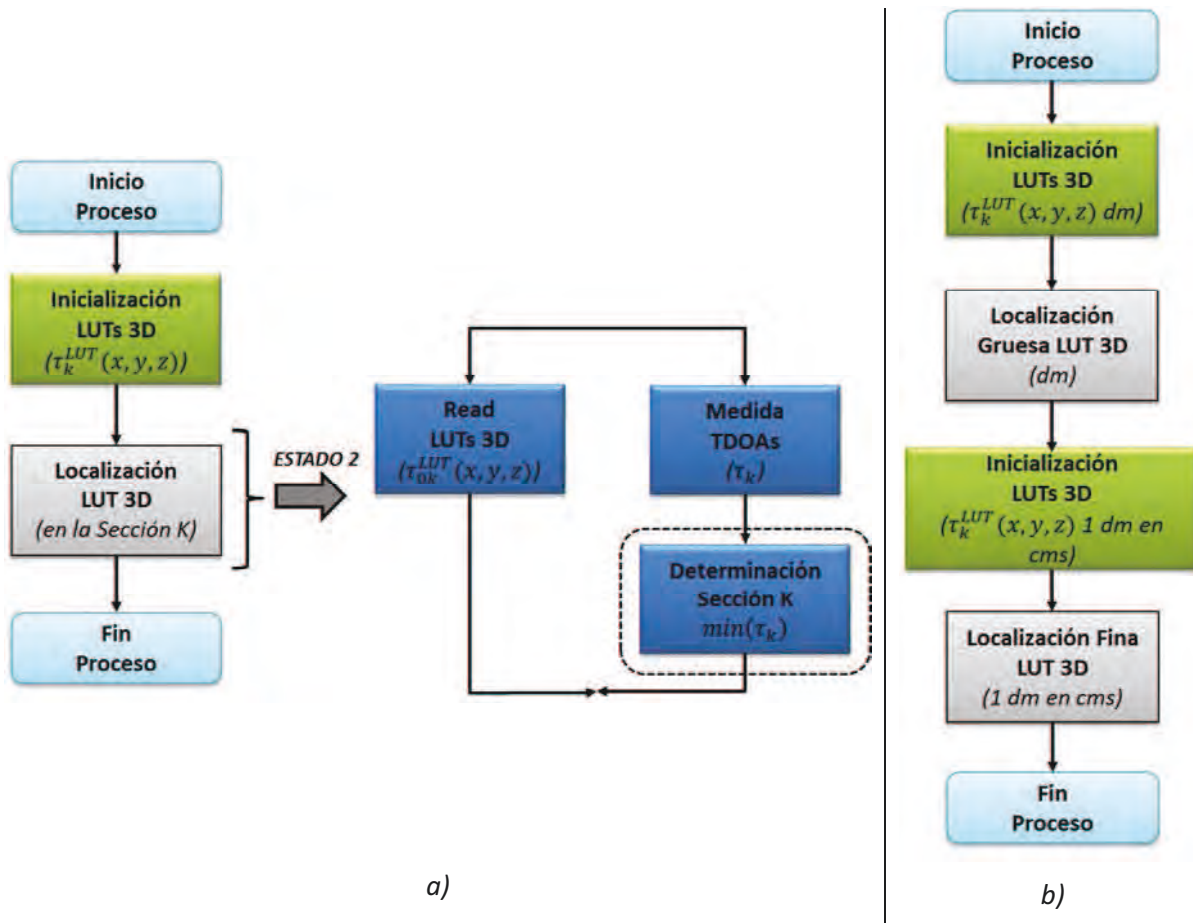 Inicio
Proceso
Inicialización
LUTs 3D
(τ_k^{LUT}(x, y, z))
Localización
LUT 3D
(en la Sección K)
Fin
Proceso
ESTADO 2
Read
LUTs 3D
(τ_{0k}^{LUT}(x, y, z))
Medida
TDOAs
(τ_k)
Determinación
Sección K
min(τ_k)
a)
Inicio
Proceso
Inicialización
LUTs 3D
(τ_k^{LUT}(x, y, z) dm)
Localización
Gruesa LUT 3D
(dm)
Inicialización
LUTs 3D
(τ_k^{LUT}(x, y, z) 1 dm en
cms)
Localización Fina
LUT 3D
(1 dm en cms)
Fin
Proceso
b)